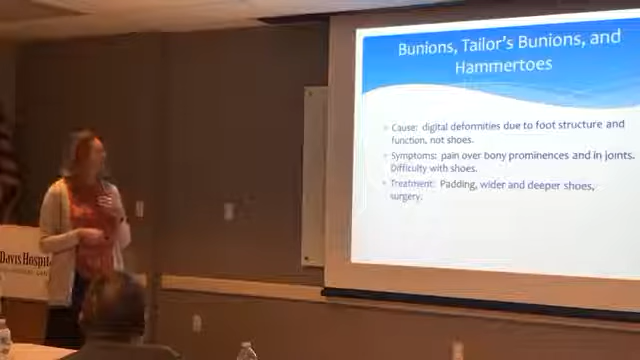 Bunions, Tailor's Bunions, and
Hammertoes
Cause: digital deformities due to foot structure and
function, not shoes.
Symptoms: pain over bony prominences and in joints.
Difficulty with shoes.
Treatment: Padding, wider and deeper shoes,
surgery.
Davis Hospit